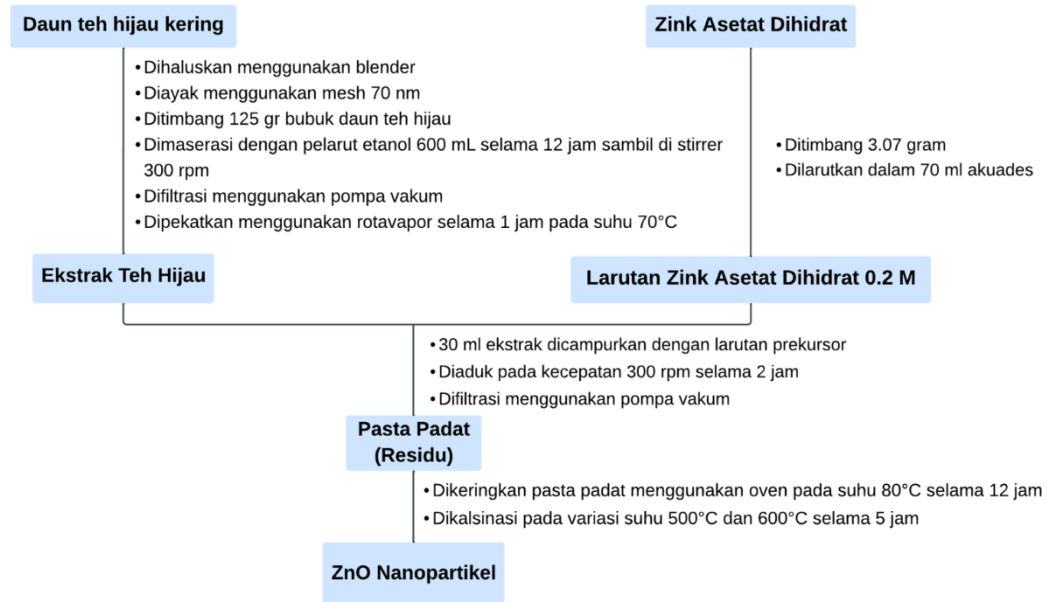 Daun teh hijau kering
• Dihaluskan menggunakan blender
• Diayak menggunakan mesh 70 nm
• Ditimbang 125 gr bubuk daun teh hijau
• Dimaserasi dengan pelarut etanol 600 mL selama 12 jam sambil di stirrer
300 rpm
• Difiltrasi menggunakan pompa vakum
• Dipekatkan menggunakan rotavapor selama 1 jam pada suhu 70°C
Ekstrak Teh Hijau
Zink Asetat Dihidrat
• Ditimbang 3.07 gram
• Dilarutkan dalam 70 ml akuades
Larutan Zink Asetat Dihidrat 0.2 M
• 30 ml ekstrak dicampurkan dengan larutan prekursor
• Diaduk pada kecepatan 300 rpm selama 2 jam
• Difiltrasi menggunakan pompa vakum
Pasta Padat
(Residu)
• Dikeringkan pasta padat menggunakan oven pada suhu 80°C selama 12 jam
• Dikalsinasi pada variasi suhu 500°C dan 600°C selama 5 jam
ZnO Nanopartikel